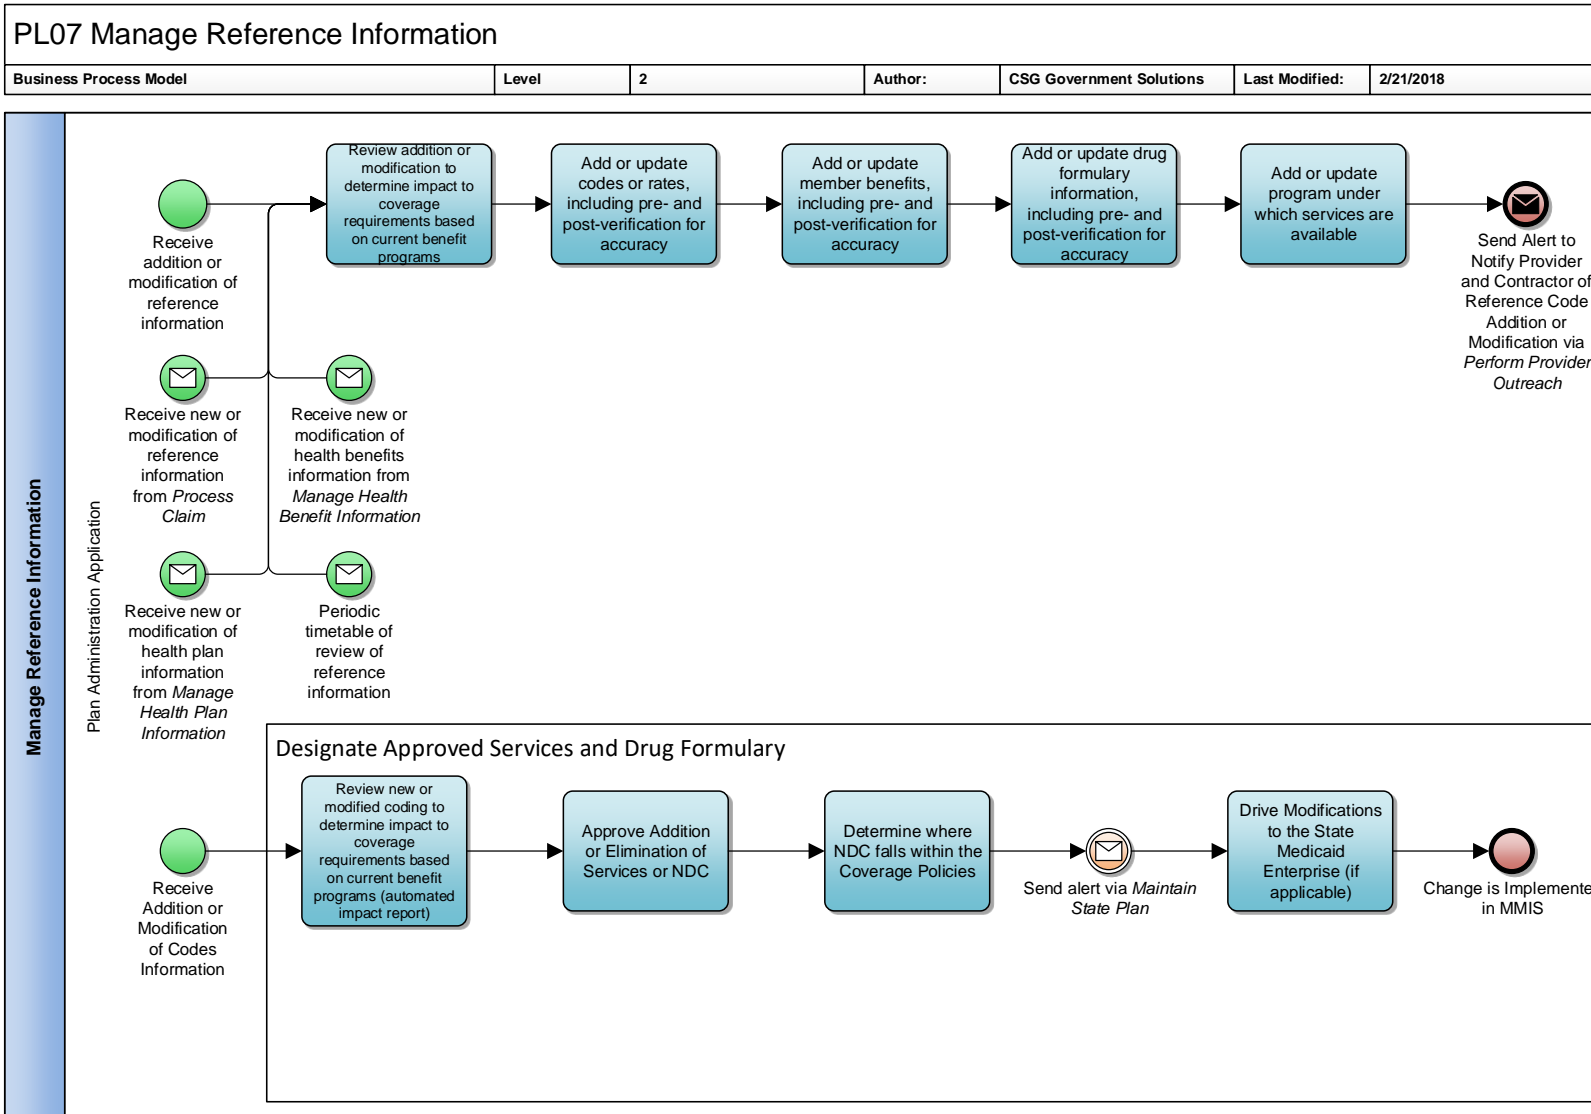 PL07 Manage Reference Information
Business Process Model
Level
2
Author:
CSG Government Solutions
Last Modified:
2/21/2018
Manage Reference Information
Plan Administration Application
Receive
addition or
modification of
reference
information
Review addition or
modification to
determine impact to
coverage
requirements based
on current benefit
programs
Add or update
codes or rates,
including pre- and
post-verification for
accuracy
Add or update
member benefits,
including pre- and
post-verification for
accuracy
Add or update drug
formulary
information,
including pre- and
post-verification for
accuracy
Add or update
program under
which services are
available
Send Alert to
Notify Provider
and Contractor of
Reference Code
Addition or
Modification via
Perform Provider
Outreach
Receive new or
modification of
reference
information
from Process
Claim
Receive new or
modification of
health benefits
information from
Manage Health
Benefit Information
Receive new or
modification of
health plan
information
from Manage
Health Plan
Information
Periodic
timetable of
review of
reference
information
Designate Approved Services and Drug Formulary
Receive
Addition or
Modification
of Codes
Information
Review new or
modified coding to
determine impact to
coverage
requirements based
on current benefit
programs (automated
impact report)
Approve Addition
or Elimination of
Services or NDC
Determine where
NDC falls within the
Coverage Policies
Send alert via Maintain
State Plan
Drive Modifications
to the State
Medicaid
Enterprise (if
applicable)
Change is Implemente
in MMIS